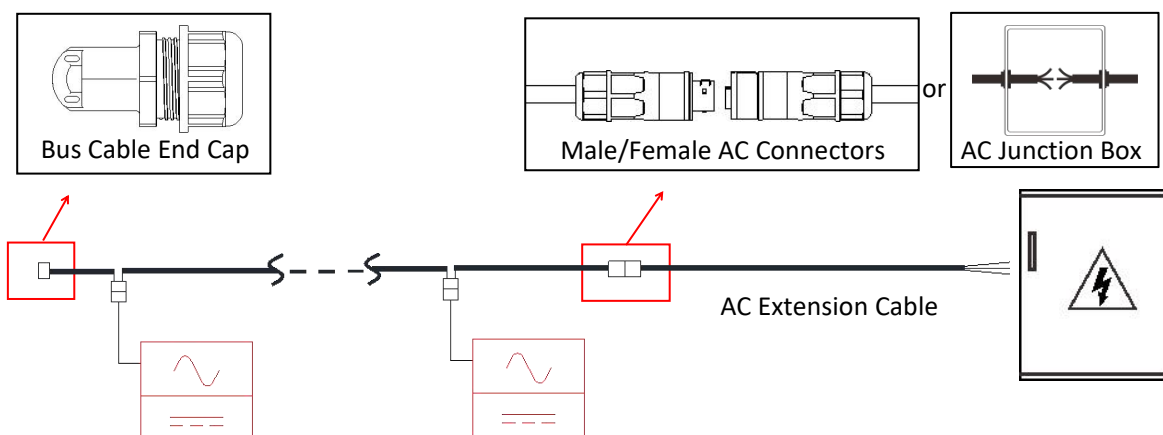 Bus Cable End Cap
Male/Female AC Connectors
or
AC Junction Box
AC Extension Cable